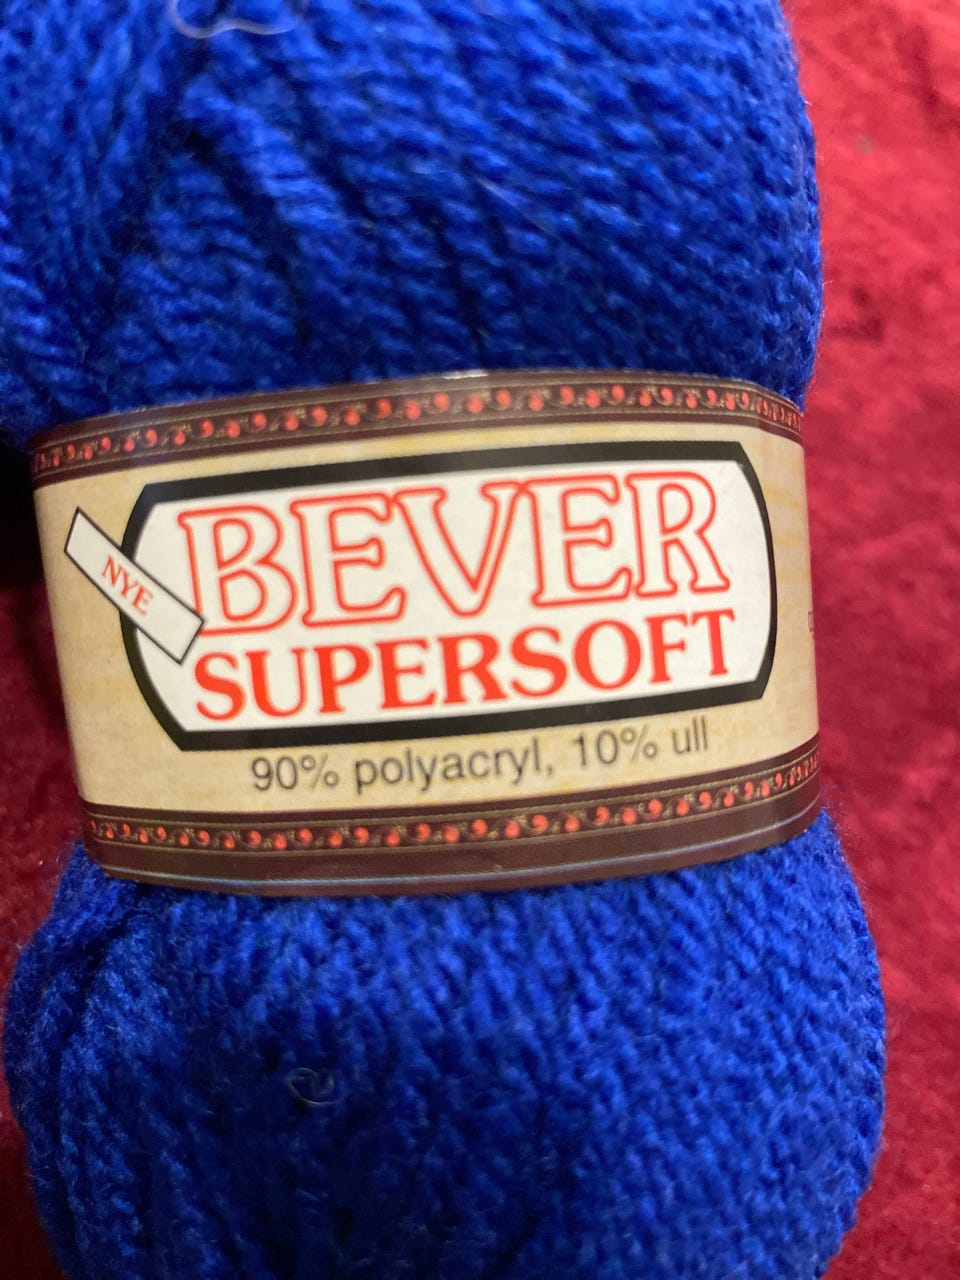 NYE
BEVER
SUPERSOFT
90% polyacryl, 10% ull